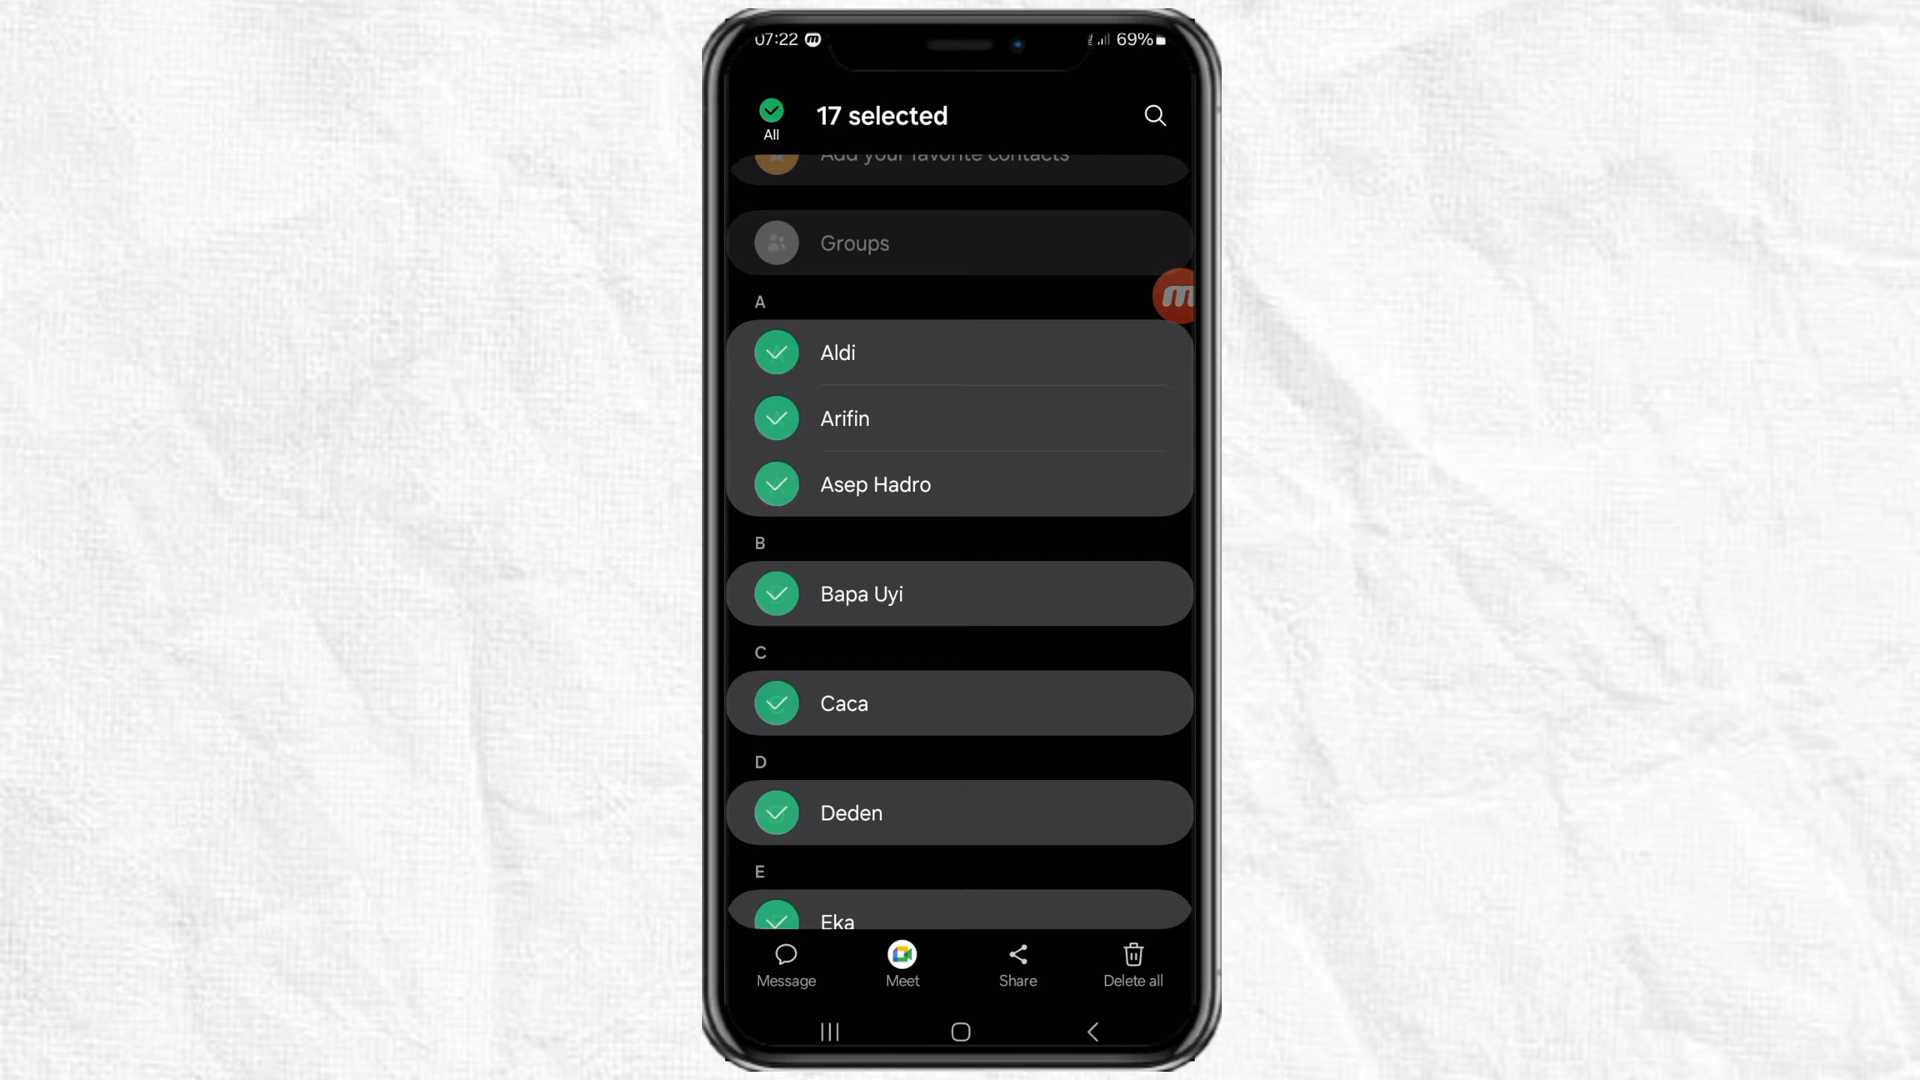 07:22 m 69%
17 selected
All
Add your favorite contacts
Groups
A
m
Aldi
Arifin
Asep Hadro
B
Bapa Uyi
C
Caca
D
Deden
E
Eka
Message Meet Share Delete all